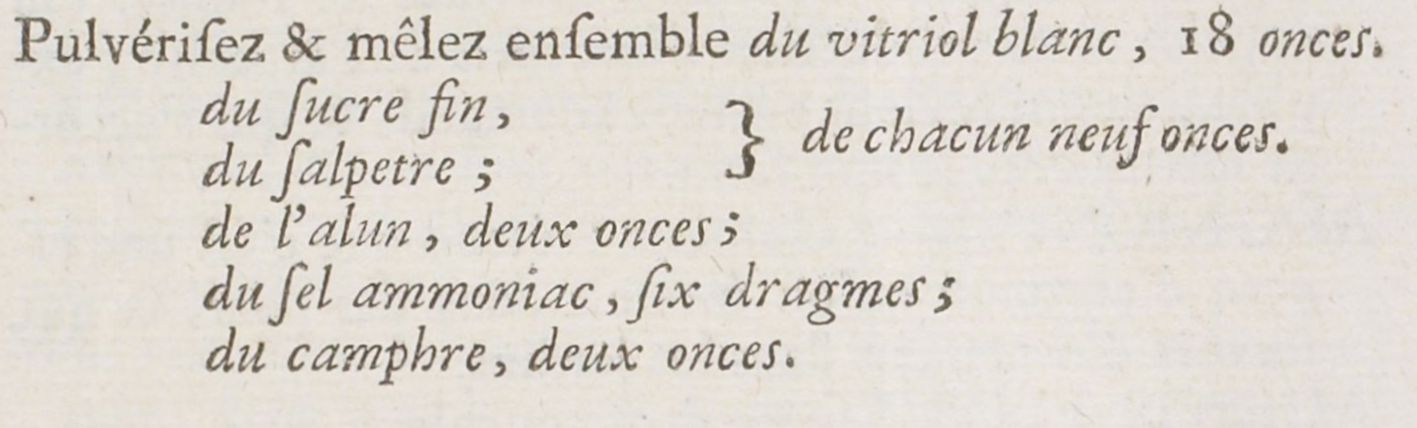 Pulvériſez & mêlez enſemble du vitriol blanc, 18 onces.
du ſucre fin,
du ſalpetre ; } de chacun neuf onces.
de l'alun, deux onces ;
du ſel ammoniac, ſix dragmes ;
du camphre, deux onces.